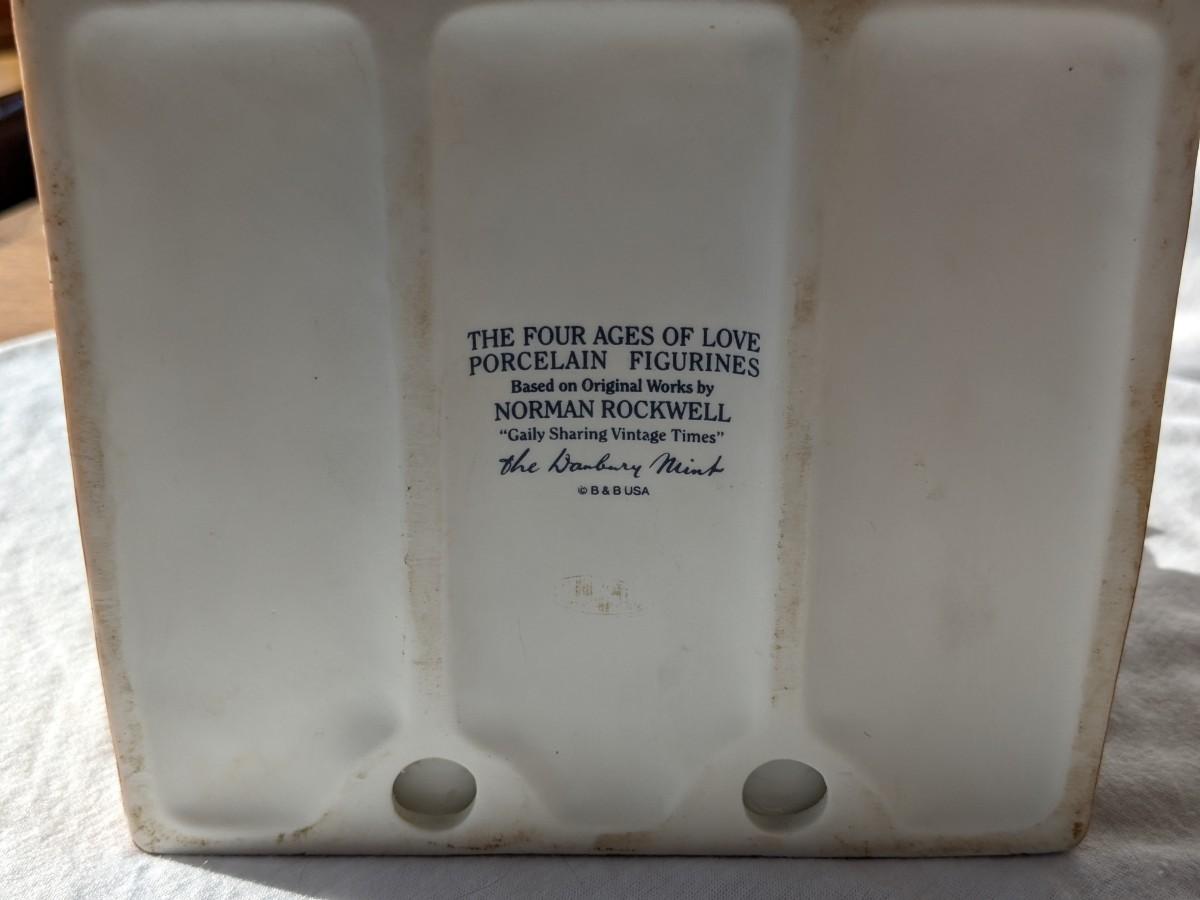 THE FOUR AGES OF LOVE
PORCELAIN FIGURINES
Based on Original Works by
NORMAN ROCKWELL
“Gaily Sharing Vintage Times”
the Danbury Mint
© B & B USA